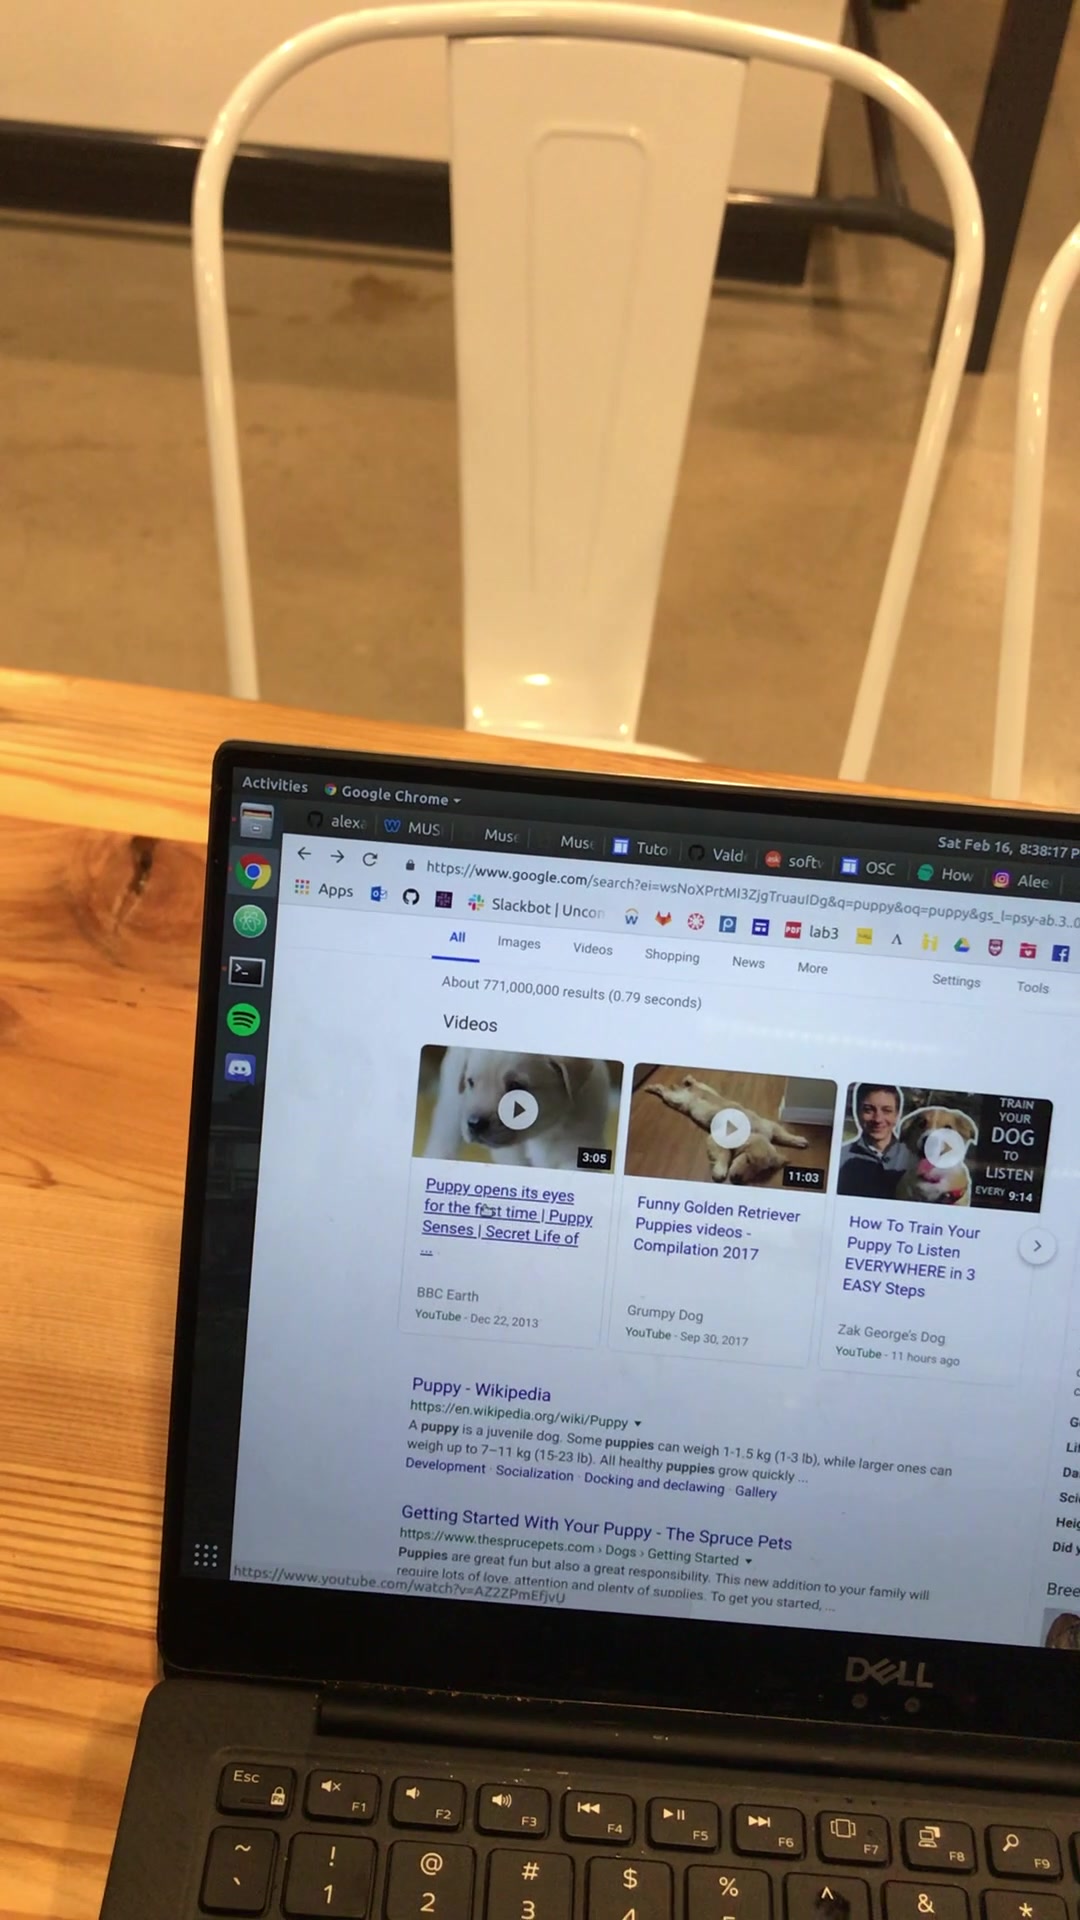 Activities
Google Chrome
Sat Feb 16, 8:38:17 P
alexa
MUS
Muse
Muse
Tuto
Vald
softv
OSC
How
Alee
https://www.google.com/search?ei=wsNoXPrtMI3ZjgTruauIDg&q=puppy&oq=puppy&gs_l=psy-ab.3..0
Apps
Slackbot | Uncon
lab3
All
Images
Videos
Shopping
News
More
Settings
Tools
About 771,000,000 results (0.79 seconds)
Videos
3:05
Puppy opens its eyes
for the first time | Puppy
Senses | Secret Life of
...
BBC Earth
YouTube - Dec 22, 2013
11:03
Funny Golden Retriever
Puppies videos -
Compilation 2017
Grumpy Dog
YouTube - Sep 30, 2017
TRAIN
YOUR
DOG
TO
LISTEN
EVERY
9:14
How To Train Your
Puppy To Listen
EVERYWHERE in 3
EASY Steps
Zak George's Dog
YouTube - 11 hours ago
Puppy - Wikipedia
https://en.wikipedia.org/wiki/Puppy
A puppy is a juvenile dog. Some puppies can weigh 1-1.5 kg (1-3 lb), while larger ones can
weigh up to 7–11 kg (15-23 lb). All healthy puppies grow quickly ...
Development · Socialization · Docking and declawing · Gallery
Getting Started With Your Puppy - The Spruce Pets
https://www.thesprucepets.com › Dogs › Getting Started
Puppies are great fun but also a great responsibility. This new addition to your family will
require lots of love, attention and plenty of supplies. To get you started, ...
https://www.youtube.com/watch?v=AZ2ZPmEfjvU
Lif
Da
Sci
Heig
Did y
Bree
DELL
Esc
F1
F2
F3
F4
F5
F6
F7
F8
F9
~ ` ! 1 @ 2 # 3 $ 4 % ^ & *